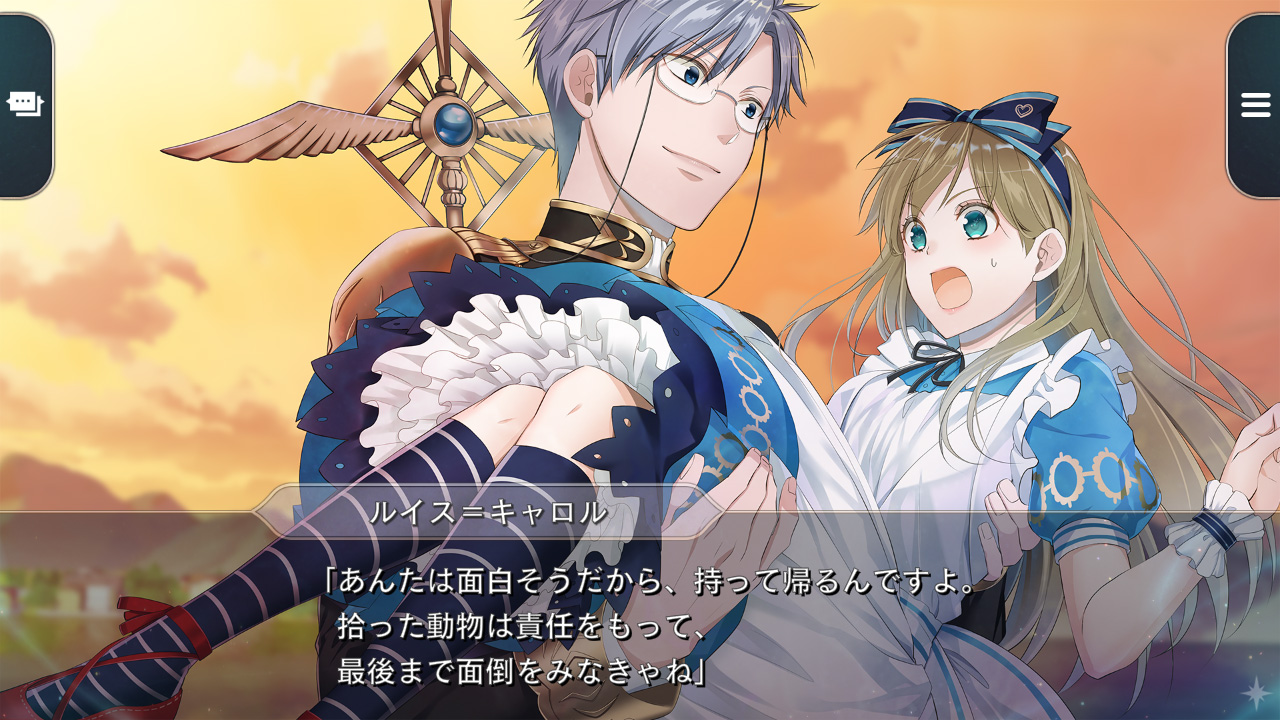 ルイス＝キャロル
「あんたは面白そうだから、持って帰るんですよ。
拾った動物は責任をもって、
最後まで面倒をみなきゃね」